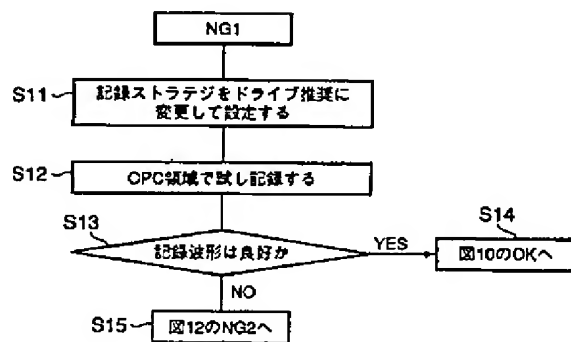 NG1
S11
記録ストラテジをドライブ推奨に
変更して設定する
S12
OPC領域で試し記録する
S13
記録波形は良好か
YES
S14
図10のOKへ
NO
S15
図12のNG2へ